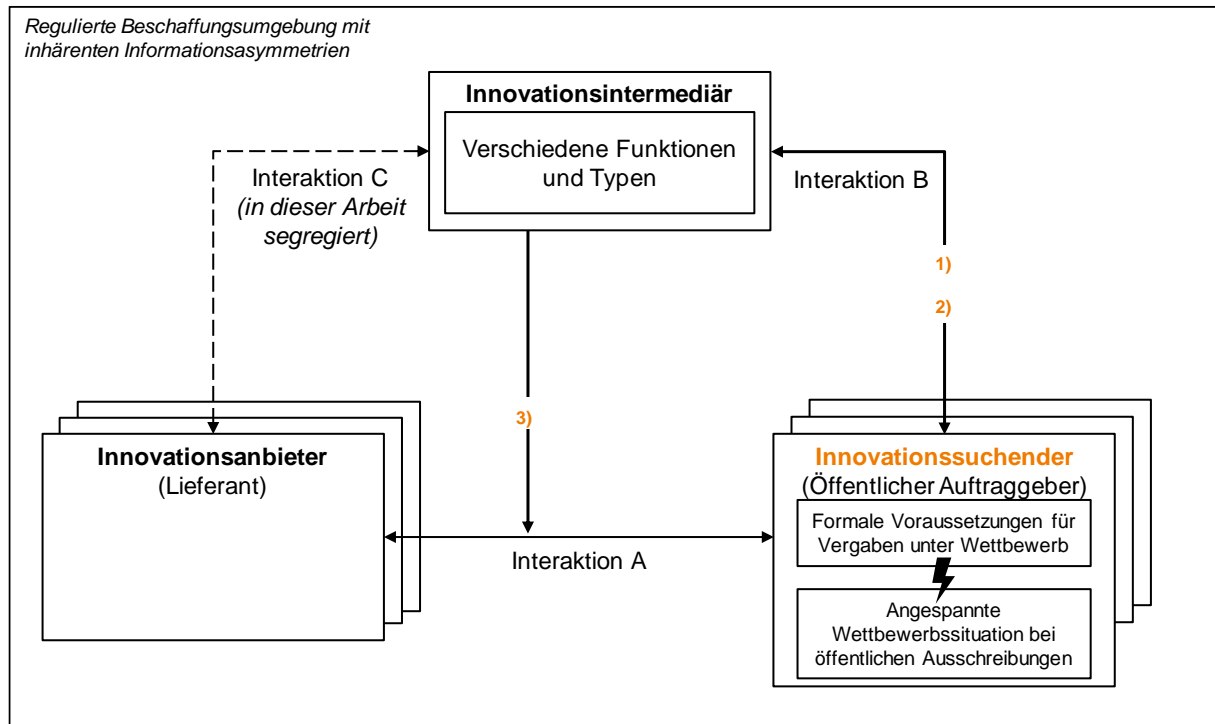 Regulierte Beschaffungsumgebung mit
inhärenten Informationsasymmetrien
Innovationsintermediär
Verschiedene Funktionen
und Typen
Interaktion C
(in dieser Arbeit
segregiert)
Interaktion B
1)
2)
3)
Innovationsanbieter
(Lieferant)
Interaktion A
Innovationssuchender
(Öffentlicher Auftraggeber)
Formale Voraussetzungen für
Vergaben unter Wettbewerb
Angespannte
Wettbewerbssituation bei
öffentlichen Ausschreibungen